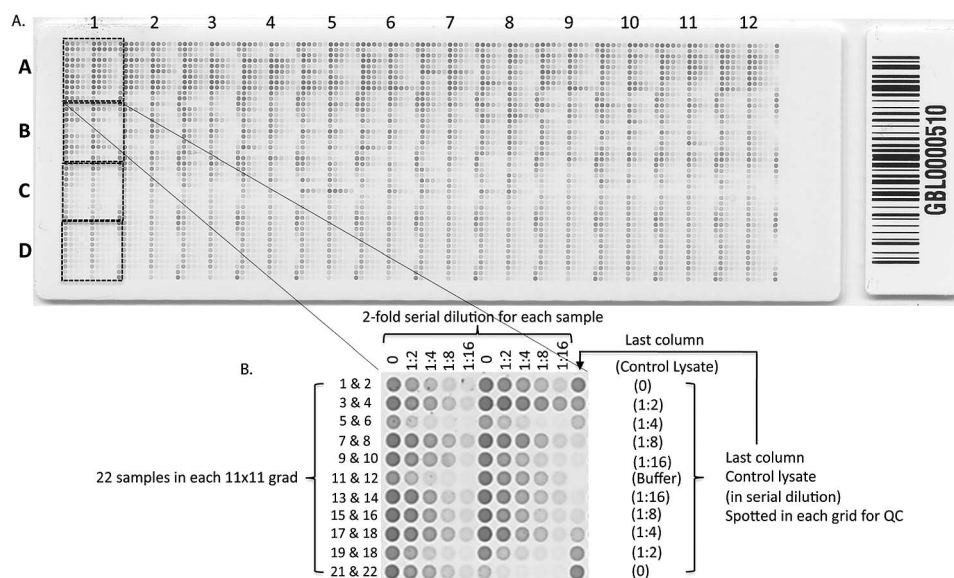 A.
1 2 3 4 5 6 7 8 9 10 11 12
A
B
C
D
GBL0000510
2-fold serial dilution for each sample
B.
0 1:2 1:4 1:8 1:16 0 1:2 1:4 1:8 1:16
Last column
(Control Lysate)
1 & 2 (0)
3 & 4 (1:2)
5 & 6 (1:4)
7 & 8 (1:8)
9 & 10 (1:16)
11 & 12 (Buffer)
13 & 14 (1:16)
15 & 16 (1:8)
17 & 18 (1:4)
19 & 18 (1:2)
21 & 22 (0)
22 samples in each 11x11 grad
Last column
Control lysate
(in serial dilution)
Spotted in each grid for QC